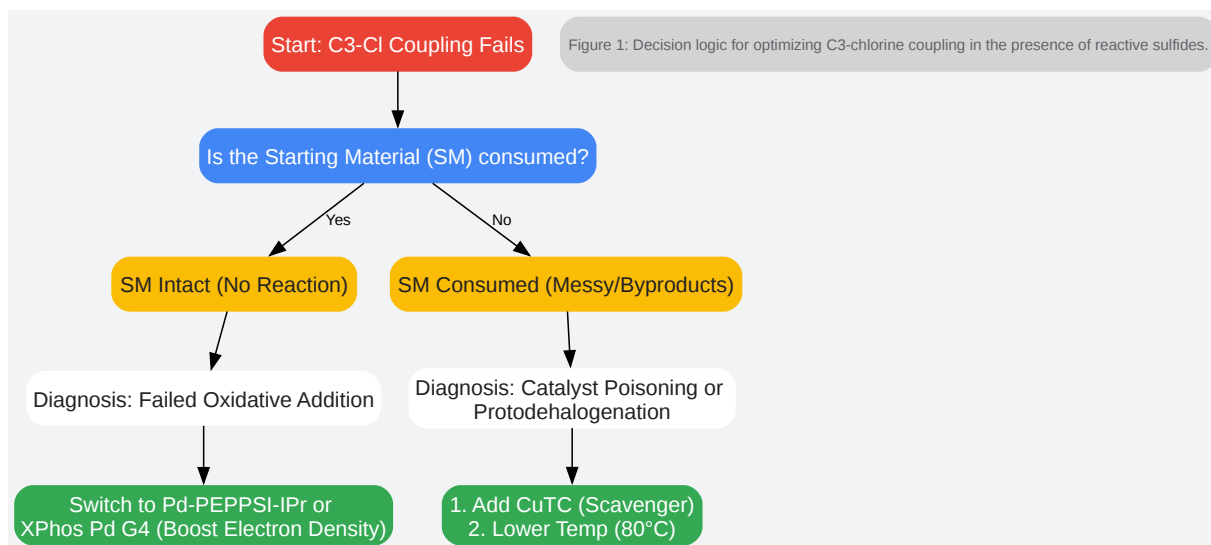 Start: C3-Cl Coupling Fails
Figure 1: Decision logic for optimizing C3-chlorine coupling in the presence of reactive sulfides.
Is the Starting Material (SM) consumed?
Yes
No
SM Intact (No Reaction)
SM Consumed (Messy/Byproducts)
Diagnosis: Failed Oxidative Addition
Diagnosis: Catalyst Poisoning or
Protodehalogenation
Switch to Pd-PEPPSI-IPr or
XPhos Pd G4 (Boost Electron Density)
1. Add CuTC (Scavenger)
2. Lower Temp (80°C)